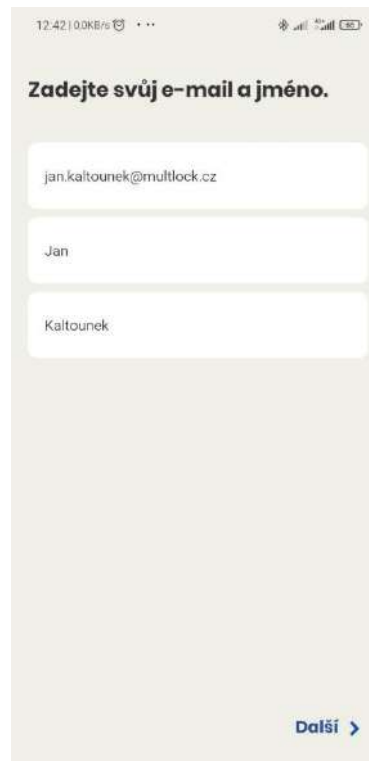 12:42 | 0,0KB/s
Zadejte svůj e-mail a jméno.
jan.kaltounek@multlock.cz
Jan
Kaltounek
Další